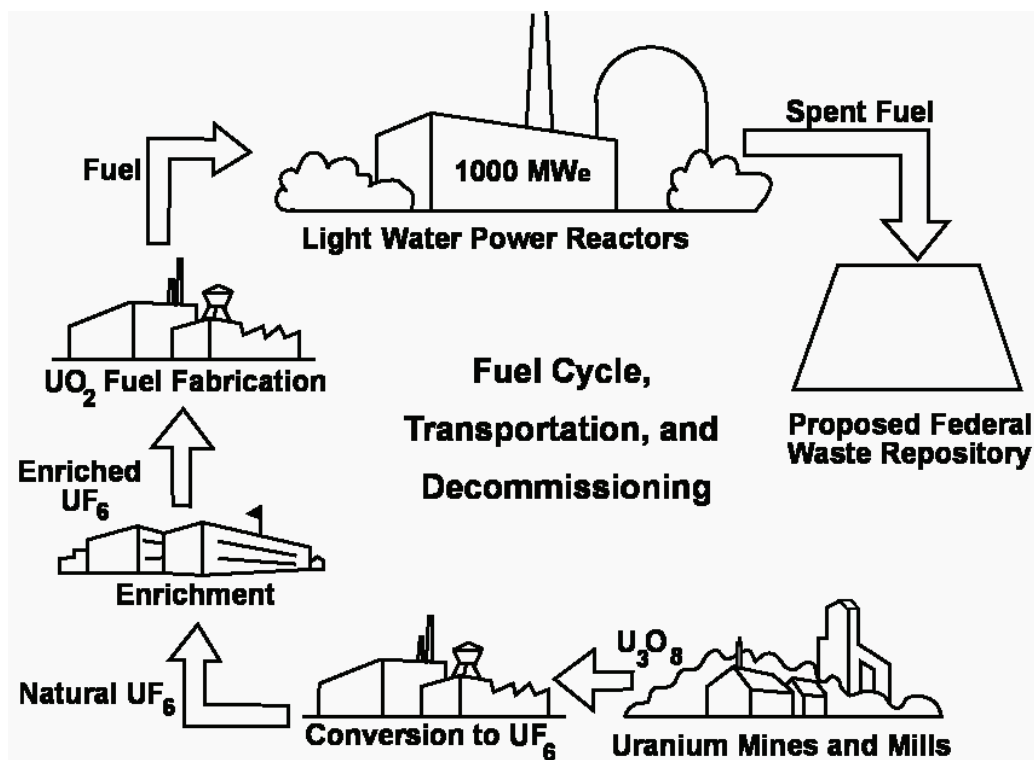 Spent Fuel
Fuel
1000 MWe
Light Water Power Reactors
UO₂ Fuel Fabrication
Fuel Cycle,
Transportation, and
Decommissioning
Proposed Federal
Waste Repository
Enriched
UF₆
Enrichment
U₃O₈
Natural UF₆
Conversion to UF₆
Uranium Mines and Mills